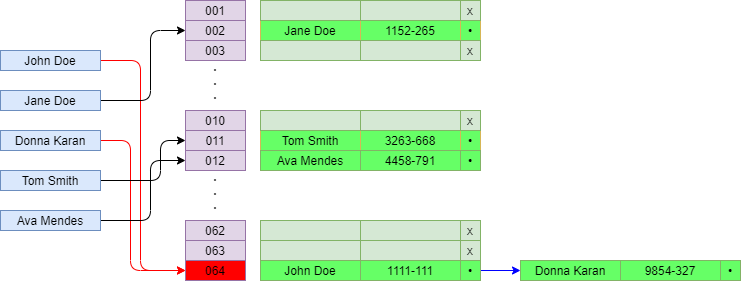 001 x
002 Jane Doe 1152-265 •
003 x
John Doe
Jane Doe
Donna Karan
Tom Smith
Ava Mendes
010 x
011 Tom Smith 3263-668 •
012 Ava Mendes 4458-791 •
062 x
063 x
064 John Doe 1111-111 • Donna Karan 9854-327 •